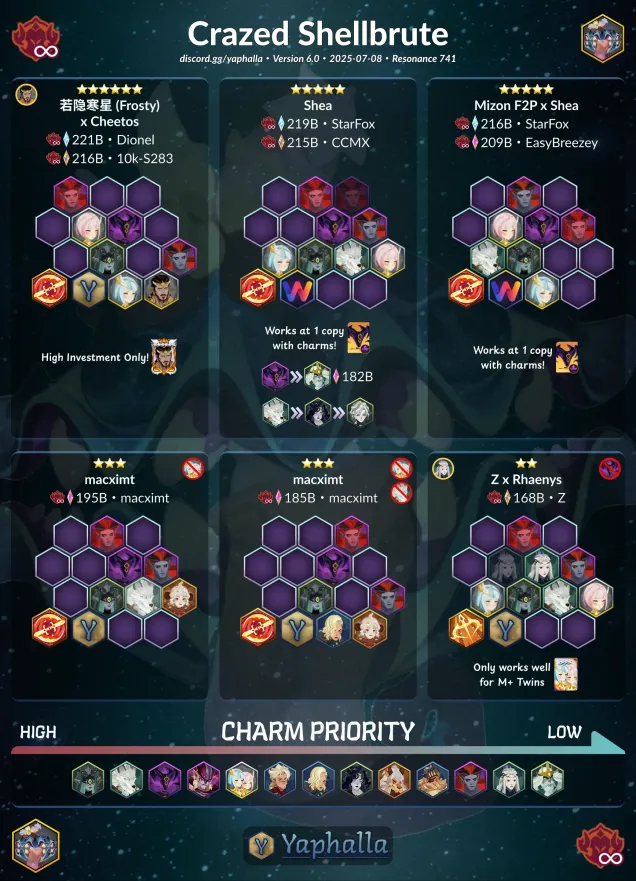 Crazed Shellbrute
discord.gg/yaphalla • Version 6.0 • 2025-07-08 • Resonance 741
若隐寒星 (Frosty)
x Cheetos
221B • Dionel
216B • 10k-S283
Y
High Investment Only!
Shea
219B • StarFox
215B • CCMX
W
Works at 1 copy
with charms!
182B
Mizon F2P x Shea
216B • StarFox
209B • EasyBreezey
W
Works at 1 copy
with charms!
macximt
195B • macximt
Y
macximt
185B • macximt
Y
Z x Rhaenys
168B • Z
Y
Only works well
for M+ Twins
HIGH
CHARM PRIORITY
LOW
Y Yaphalla